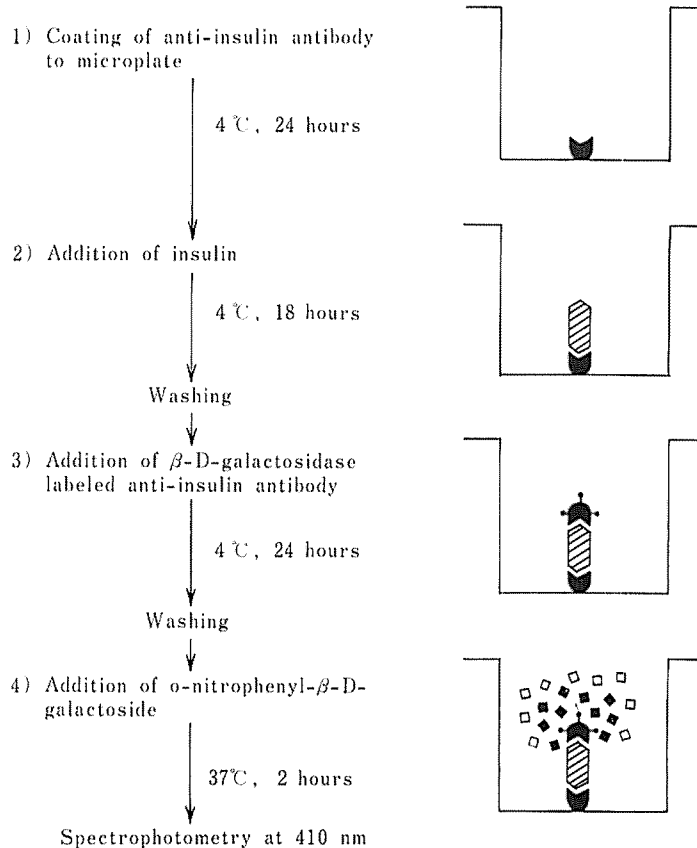 1) Coating of anti-insulin antibody
to microplate
4℃, 24 hours
2) Addition of insulin
4℃, 18 hours
Washing
3) Addition of β-D-galactosidase
labeled anti-insulin antibody
4℃, 24 hours
Washing
4) Addition of o-nitrophenyl-β-D-
galactoside
37℃, 2 hours
Spectrophotometry at 410 nm